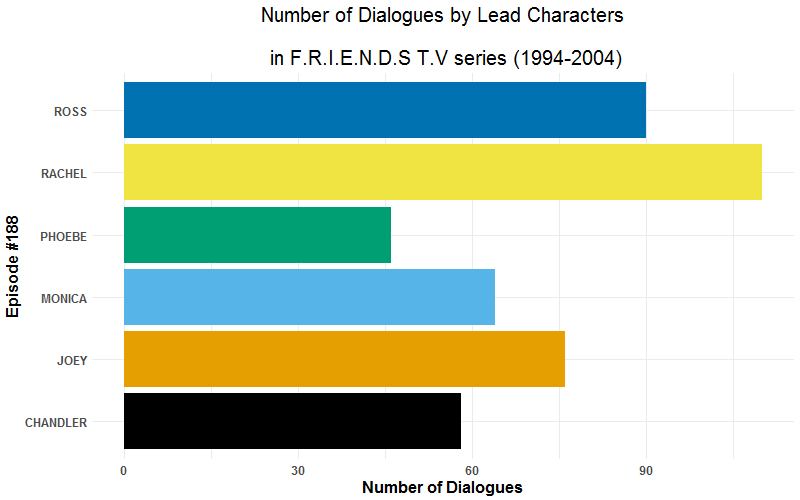 Number of Dialogues by Lead Characters
in F.R.I.E.N.D.S T.V series (1994-2004)
ROSS
RACHEL
PHOEBE
MONICA
JOEY
CHANDLER
Episode #188
0 30 60 90
Number of Dialogues